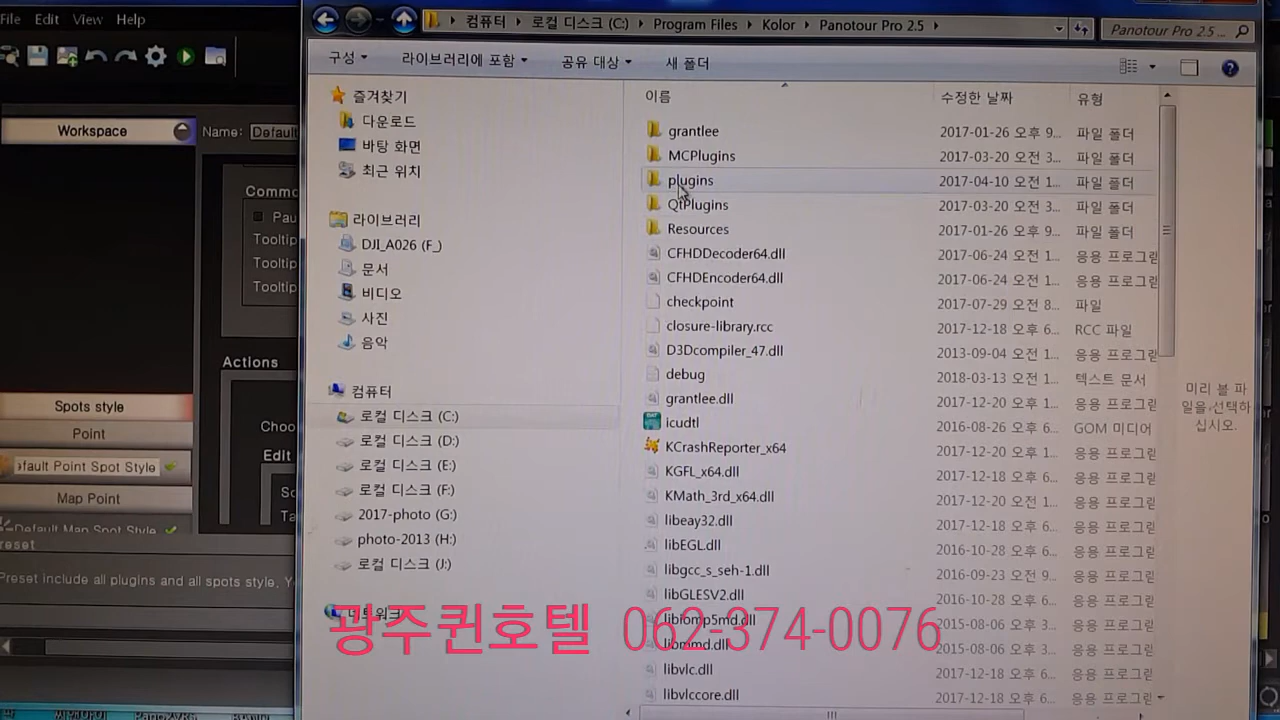 File Edit View Help
Workspace
Name: Default
Tooltip
Tooltip
Tooltip
Actions
Edit
Spots style
Point
Default Point Spot Style
Map Point
Default Map Spot Style
Preset include all plugins and all spots style.
컴퓨터 로컬 디스크 (C:) Program Files Kolor Panotour Pro 2.5
Panotour Pro 2.5 ...
구성 라이브러리에 포함 공유 대상 새 폴더
즐겨찾기
다운로드
바탕 화면
최근 위치
라이브러리
DJI_A026 (F_)
문서
비디오
사진
음악
컴퓨터
로컬 디스크 (C:)
로컬 디스크 (D:)
로컬 디스크 (E:)
로컬 디스크 (F:)
2017-photo (G:)
photo-2013 (H:)
로컬 디스크 (J:)
네트워크
이름 수정한 날짜 유형
grantlee 2017-01-26 오후 9... 파일 폴더
MCPlugins 2017-03-20 오전 3... 파일 폴더
plugins 2017-04-10 오전 1... 파일 폴더
QtPlugins 2017-03-20 오전 3... 파일 폴더
Resources 2017-01-26 오후 9... 파일 폴더
CFHDDecoder64.dll 2017-06-24 오전 1... 응용 프로그램
CFHDEncoder64.dll 2017-06-24 오전 1... 응용 프로그램
checkpoint 2017-07-29 오전 8... 파일
closure-library.rcc 2017-12-18 오후 6... RCC 파일
D3Dcompiler_47.dll 2013-09-04 오전 1... 응용 프로그램
debug 2018-03-13 오전 1... 텍스트 문서
grantlee.dll 2017-12-20 오후 1... 응용 프로그램
icudtl 2016-08-26 오후 6... GOM 미디어
KCrashReporter_x64 2017-12-20 오후 1... 응용 프로그램
KGFL_x64.dll 2017-12-18 오후 6... 응용 프로그램
KMath_3rd_x64.dll 2017-12-20 오전 1... 응용 프로그램
libeay32.dll 2017-12-18 오후 6... 응용 프로그램
libEGL.dll 2016-10-28 오후 6... 응용 프로그램
libgcc_s_seh-1.dll 2016-09-23 오전 9... 응용 프로그램
libGLESV2.dll 2016-10-28 오후 6... 응용 프로그램
libiomp5md.dll 2015-08-06 오후 3... 응용 프로그램
libmmd.dll 2015-08-06 오후 3... 응용 프로그램
libvlc.dll 2017-12-18 오후 6... 응용 프로그램
libvlccore.dll 2017-12-18 오후 6... 응용 프로그램
미리 볼 파
일을 선택하
십시오.
광주퀸호텔 062-374-0076